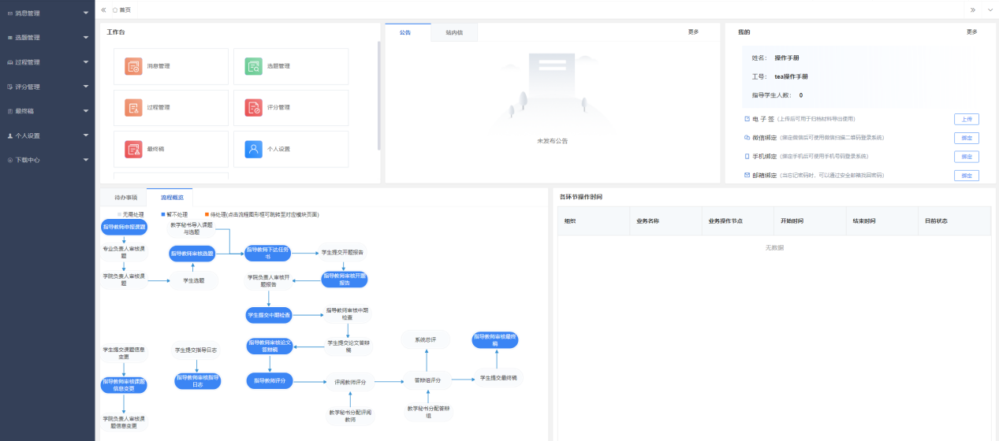 消息管理
选题管理
过程管理
评分管理
最终稿
个人设置
下载中心
首页
工作台
消息管理
选题管理
过程管理
评分管理
最终稿
个人设置
公告
站内信
更多
未发布公告
我的
更多
姓名： 操作手册
工号： tea操作手册
指导学生人数： 0
电 子 签（上传后可用于归档材料导出使用）
上传
微信绑定（绑定微信后可使用微信扫描二维码登录系统）
绑定
手机绑定（绑定手机后可使用手机号码登录系统）
绑定
邮箱绑定（当忘记密码时，可以通过安全邮箱找回密码）
绑定
待办事项
流程概览
无需处理
暂不处理
待处理(点击流程图形框可跳转至对应模块页面)
指导教师申报课题
专业负责人审核课
题
学院负责人审核课
题
教学秘书导入课题
与选题
指导教师审核选题
学生选题
指导教师下达任务
书
学生提交开题报告
指导教师审核开题
报告
学院负责人审核开
题报告
学生提交中期检查
指导教师审核中期
检查
学生提交论文答辩
稿
指导教师审核论文
答辩稿
指导教师评分
评阅教师评分
教学秘书分配评阅
教师
系统总评
答辩组评分
教学秘书分配答辩
组
指导教师审核最终
稿
学生提交最终稿
学生提交课题信息
变更
指导教师审核课题
信息变更
学院负责人审核课
题信息变更
学生提交指导日志
指导教师审核指导
日志
各环节操作时间
组织
业务名称
业务操作节点
开始时间
结束时间
目前状态
无数据